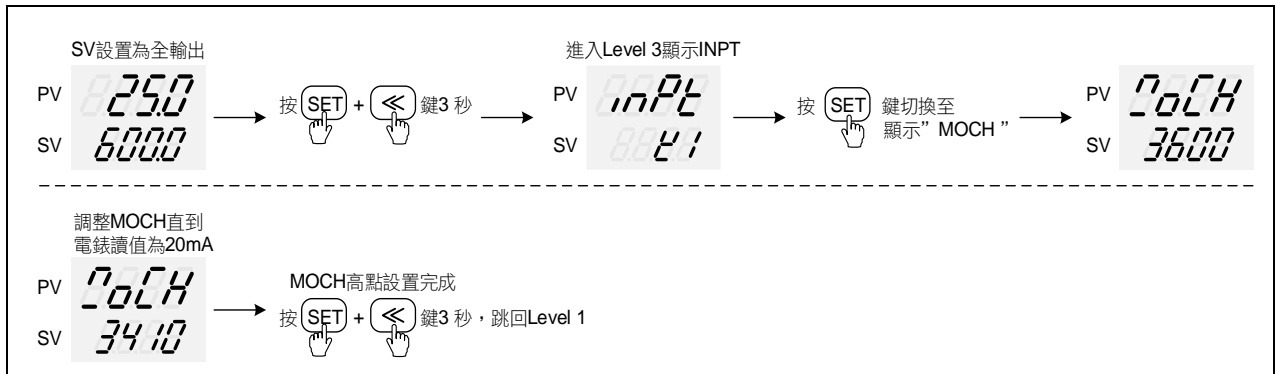 SV設置為全輸出
PV 25.0
SV 600.0
按 SET + ≪ 鍵3 秒
進入Level 3顯示INPT
PV inPt
SV K1
按 SET 鍵切換至
顯示” MOCH ”
PV MoCH
SV 3600
調整MOCH直到
電錶讀值為20mA
PV MoCH
SV 3410
MOCH高點設置完成
按 SET + ≪ 鍵3 秒，跳回Level 1